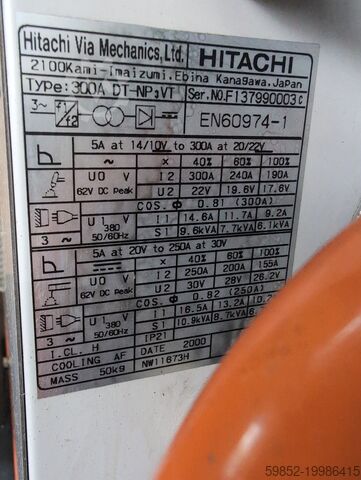 Hitachi Via Mechanics,Ltd. HITACHI
2100Kami-Imaizumi.Ebina Kanagawa.Japan
Type:300A DT-NP3VT Ser.NO.F137990003c
3~ f1 f2 EN60974-1
5A at 14/10V to 300A at 20/22V
~ X 40% 60% 100%
U0 V I2 300A 240A 190A
62V DC Peak U2 22V 19.6V 17.6V
COS.Φ 0.81 (300A)
U1 V 380 I1 14.6A 11.7A 9.2A
3 ~ 50/60Hz S1 9.6kVA 7.7kVA 6.1kVA
5A at 20V to 250A at 30V
X 40% 60% 100%
U0 V I2 250A 200A 155A
62V DC Peak U2 30V 28V 26.2V
COS.Φ 0.82 (250A)
U1 V 380 I1 16.5A 13.2A
3 ~ 50/60Hz S1 10.9kVA
I.CL. H IP21
COOLING AF DATE 2000
MASS 50kg NW11673H
59852-19986415